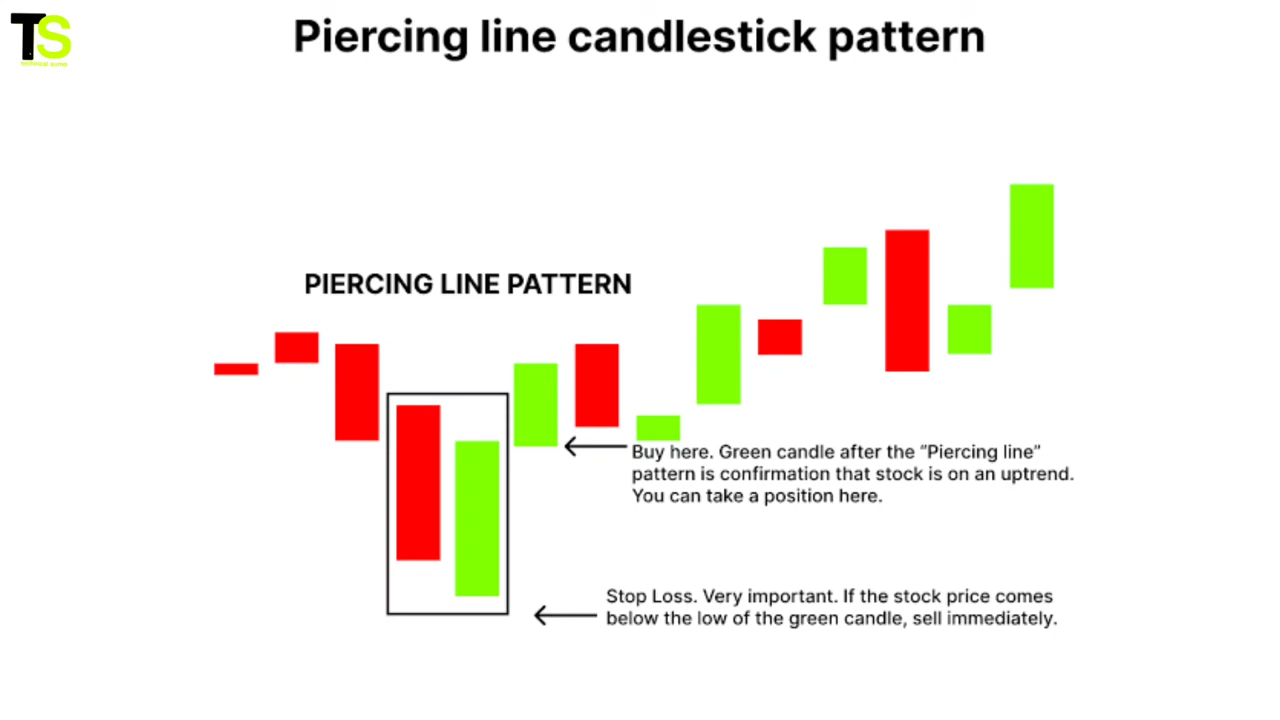 TS
Piercing line candlestick pattern
PIERCING LINE PATTERN
Buy here. Green candle after the “Piercing line”
pattern is confirmation that stock is on an uptrend.
You can take a position here.
Stop Loss. Very important. If the stock price comes
below the low of the green candle, sell immediately.